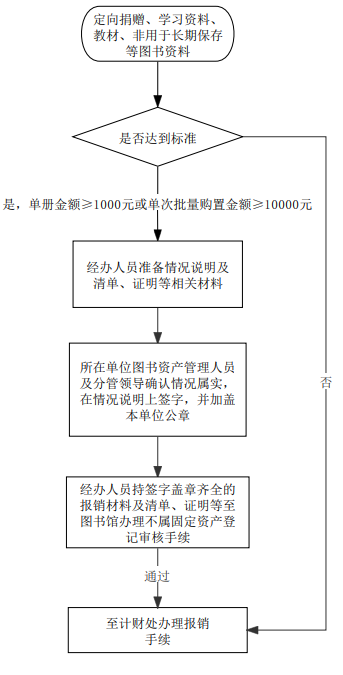 定向捐赠、学习资料、
教材、非用于长期保存
等图书资料
是否达到标准
是，单册金额≥1000元或单次批量购置金额≥10000元
经办人员准备情况说明及
清单、证明等相关材料
所在单位图书资产管理人员
及分管领导确认情况属实，
在情况说明上签字，并加盖
本单位公章
否
经办人员持签字盖章齐全的
报销材料及清单、证明等至
图书馆办理不属固定资产登
记审核手续
通过
至计财处办理报销
手续